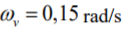 ω_v = 0,15 rad/s